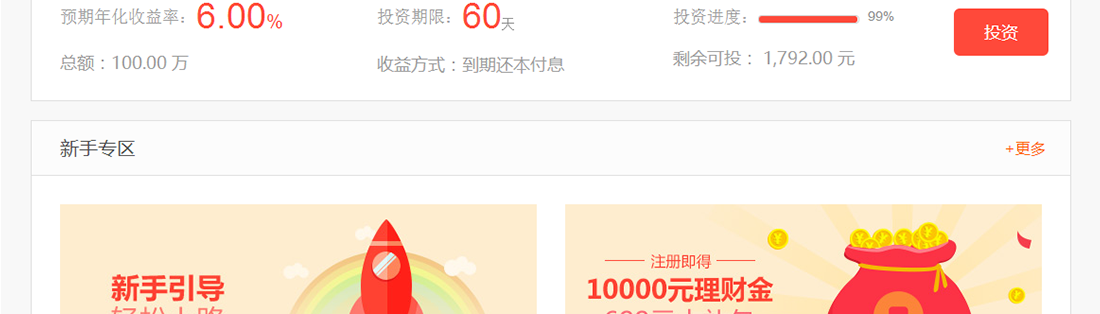 预期年化收益率：6.00% 投资期限：60天 投资进度： 99% 投资
总额：100.00 万 收益方式：到期还本付息 剩余可投： 1,792.00 元
新手专区 +更多
新手引导
注册即得
10000元理财金